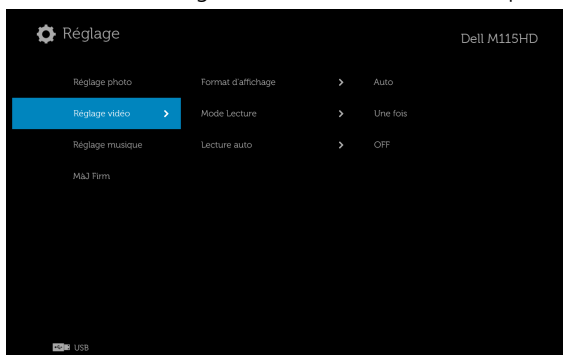 Réglage
Dell M115HD
Réglage photo
Format d'affichage > Auto
Réglage vidéo >
Mode Lecture > Une fois
Réglage musique
Lecture auto > OFF
MàJ Firm
USB